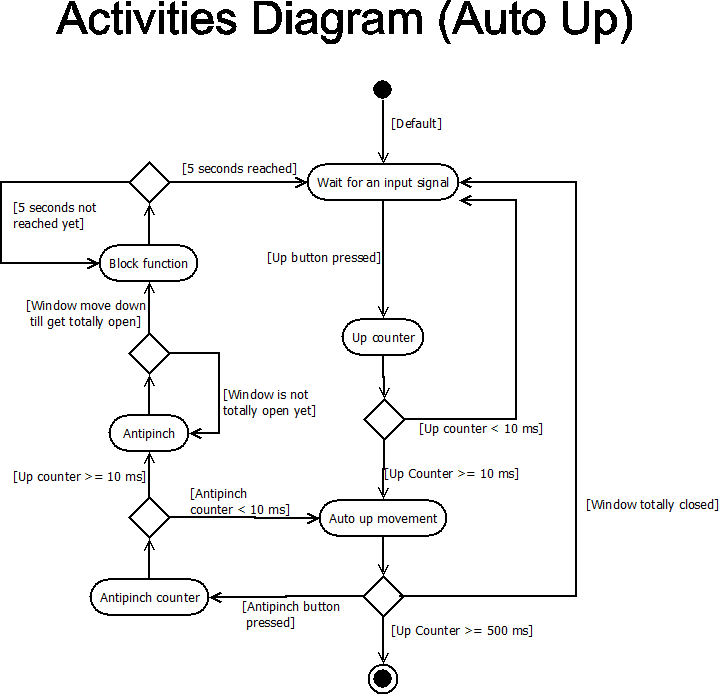 Activities Diagram (Auto Up)
[Default]
[5 seconds reached]
Wait for an input signal
[5 seconds not
reached yet]
Block function
[Up button pressed]
[Window move down
till get totally open]
Up counter
[Window is not
totally open yet]
Antipinch
[Up counter < 10 ms]
[Up counter >= 10 ms]
[Up Counter >= 10 ms]
[Antipinch
counter < 10 ms]
Auto up movement
[Window totally closed]
Antipinch counter
[Antipinch button
pressed]
[Up Counter >= 500 ms]